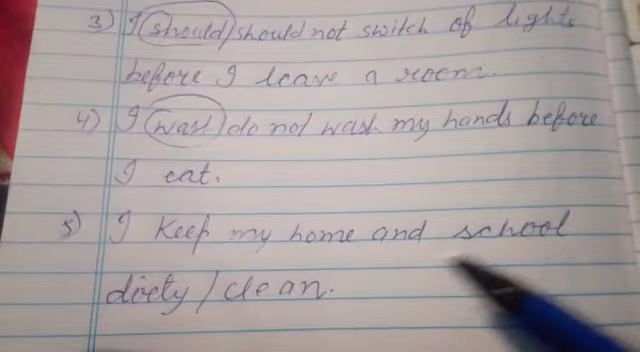 3) I should/should not switch of lights
before I leave a room.
4) I wash/do not wash my hands before
I eat.
5) I keep my home and school
dirty/clean.